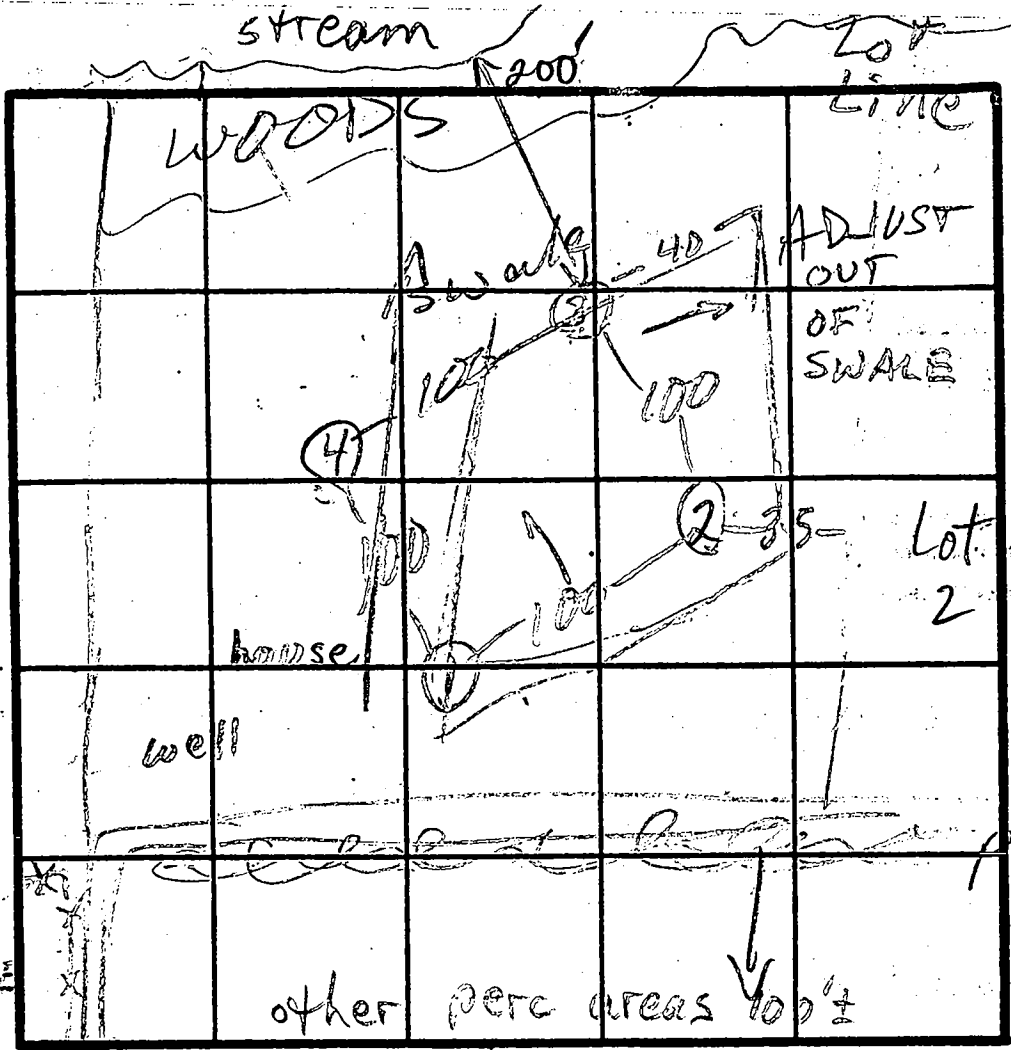 stream
200'
Lot
Line
WOODS
Swale
40
ADJUST
OUT
OF
SWALE
3
100
100
4
2
35
Lot
2
100
100
house
1
well
other perc areas 100'±